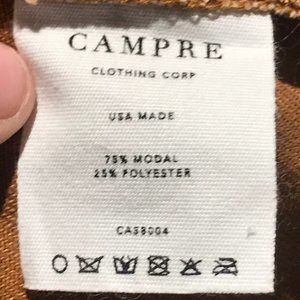 CAMPRE
CLOTHING CORP
USA MADE
75% MODAL
25% POLYESTER
CA38004